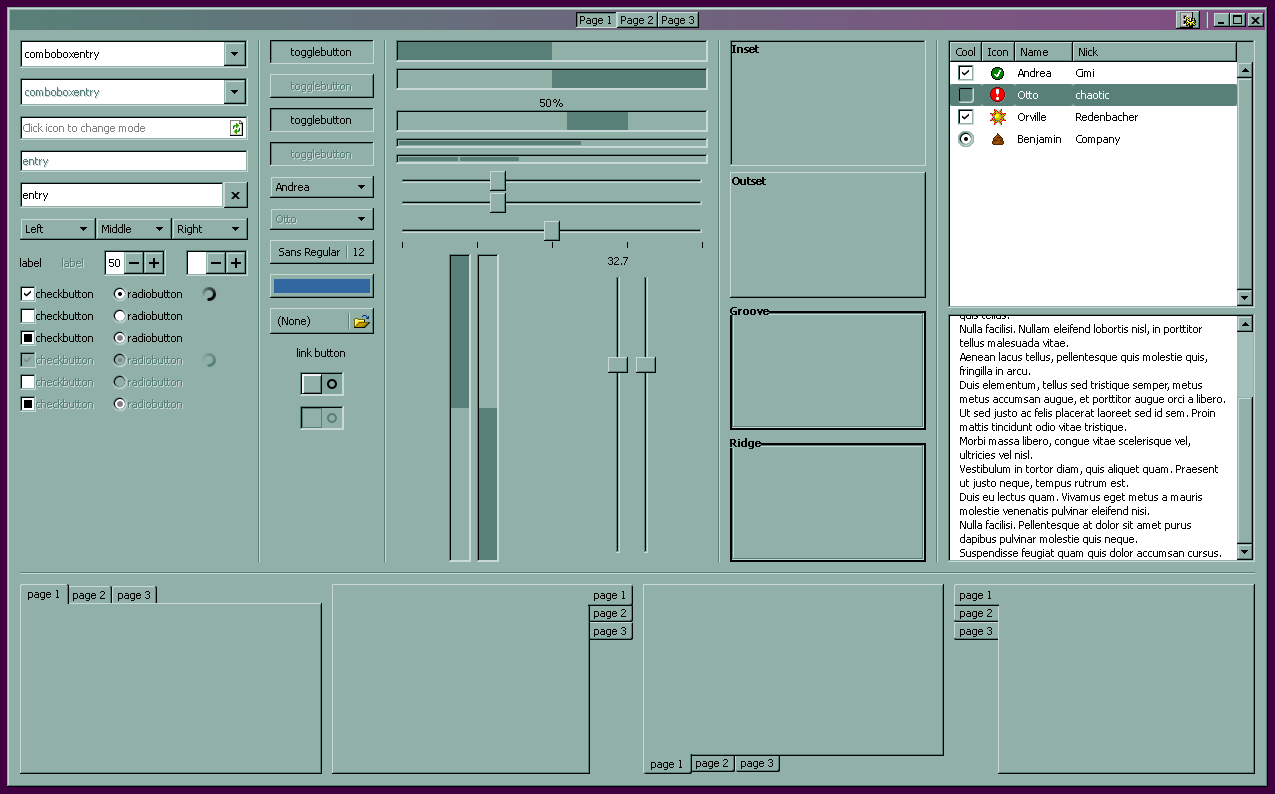 Page 1 Page 2 Page 3
comboboxentry
comboboxentry
Click icon to change mode
entry
entry
Left Middle Right
label label 50
checkbutton radiobutton
checkbutton radiobutton
checkbutton radiobutton
checkbutton radiobutton
checkbutton radiobutton
checkbutton radiobutton
togglebutton
togglebutton
togglebutton
togglebutton
Andrea
Otto
Sans Regular 12
(None)
link button
50%
32.7
Inset
Outset
Groove
Ridge
Cool Icon Name Nick
Andrea Cimi
Otto chaotic
Orville Redenbacher
Benjamin Company
quis tellus.
Nulla facilisi. Nullam eleifend lobortis nisl, in porttitor
tellus malesuada vitae.
Aenean lacus tellus, pellentesque quis molestie quis,
fringilla in arcu.
Duis elementum, tellus sed tristique semper, metus
metus accumsan augue, et porttitor augue orci a libero.
Ut sed justo ac felis placerat laoreet sed id sem. Proin
mattis tincidunt odio vitae tristique.
Morbi massa libero, congue vitae scelerisque vel,
ultricies vel nisl.
Vestibulum in tortor diam, quis aliquet quam. Praesent
ut justo neque, tempus rutrum est.
Duis eu lectus quam. Vivamus eget metus a mauris
molestie venenatis pulvinar eleifend nisi.
Nulla facilisi. Pellentesque at dolor sit amet purus
dapibus pulvinar molestie quis neque.
Suspendisse feugiat quam quis dolor accumsan cursus.
page 1 page 2 page 3
page 1
page 2
page 3
page 1 page 2 page 3
page 1
page 2
page 3